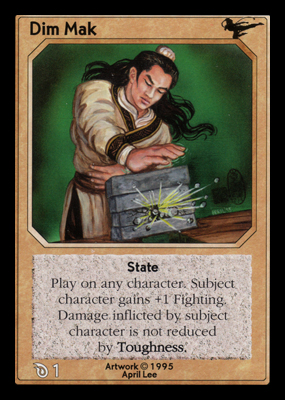 Dim Mak
State
Play on any character. Subject
character gains +1 Fighting.
Damage inflicted by subject
character is not reduced
by Toughness.
1
Artwork © 1995
April Lee